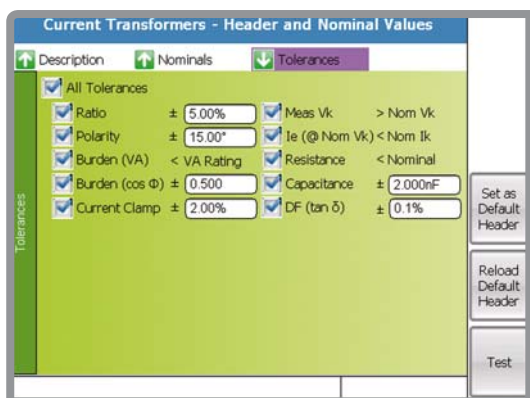 Current Transformers - Header and Nominal Values
Description Nominals Tolerances
Tolerances
All Tolerances
Ratio ± 5.00% Meas Vk > Nom Vk
Polarity ± 15.00° Ie (@ Nom Vk) < Nom Ik
Burden (VA) < VA Rating Resistance < Nominal
Burden (cos Φ) ± 0.500 Capacitance ± 2.000nF
Current Clamp ± 2.00% DF (tan δ) ± 0.1%
Set as
Default
Header
Reload
Default
Header
Test